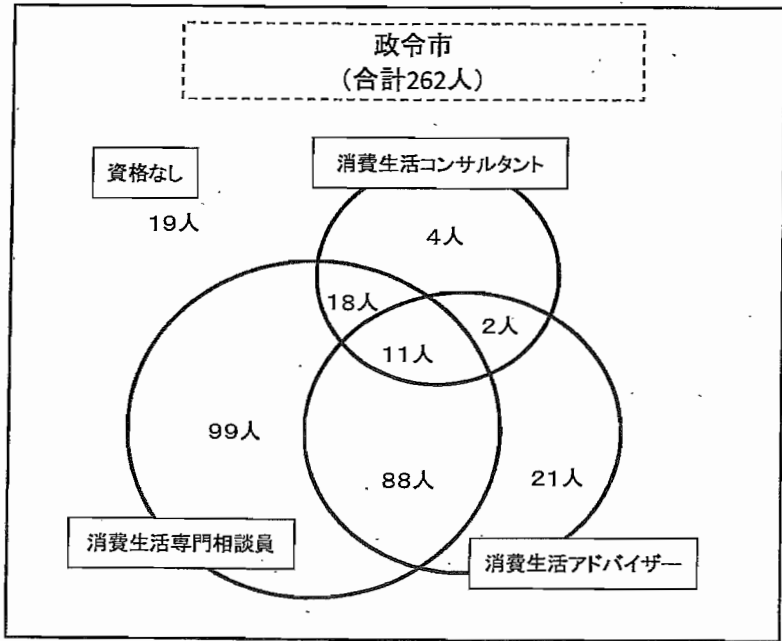 政令市
（合計262人）
消費生活コンサルタント
資格なし
19人
4人
18人
2人
11人
99人
88人
21人
消費生活専門相談員
消費生活アドバイザー